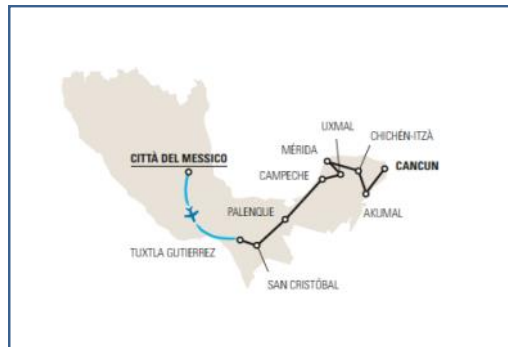 UXMAL
MÉRIDA
CHICHÉN-ITZÀ
CITTÀ DEL MESSICO
CAMPECHE
CANCUN
PALENQUE
AKUMAL
TUXTLA GUTIERREZ
SAN CRISTÓBAL